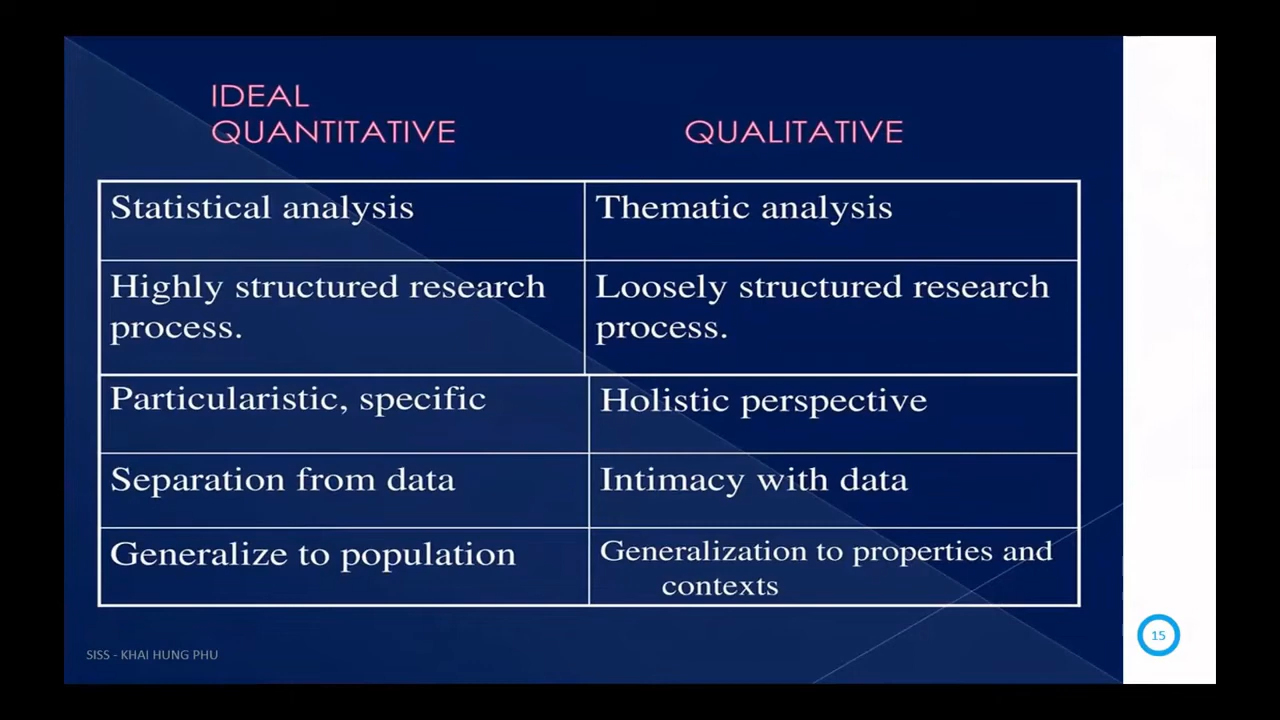 IDEAL
QUANTITATIVE
QUALITATIVE
Statistical analysis
Thematic analysis
Highly structured research
process.
Loosely structured research
process.
Particularistic, specific
Holistic perspective
Separation from data
Intimacy with data
Generalize to population
Generalization to properties and
contexts
SISS - KHAI HUNG PHU
15